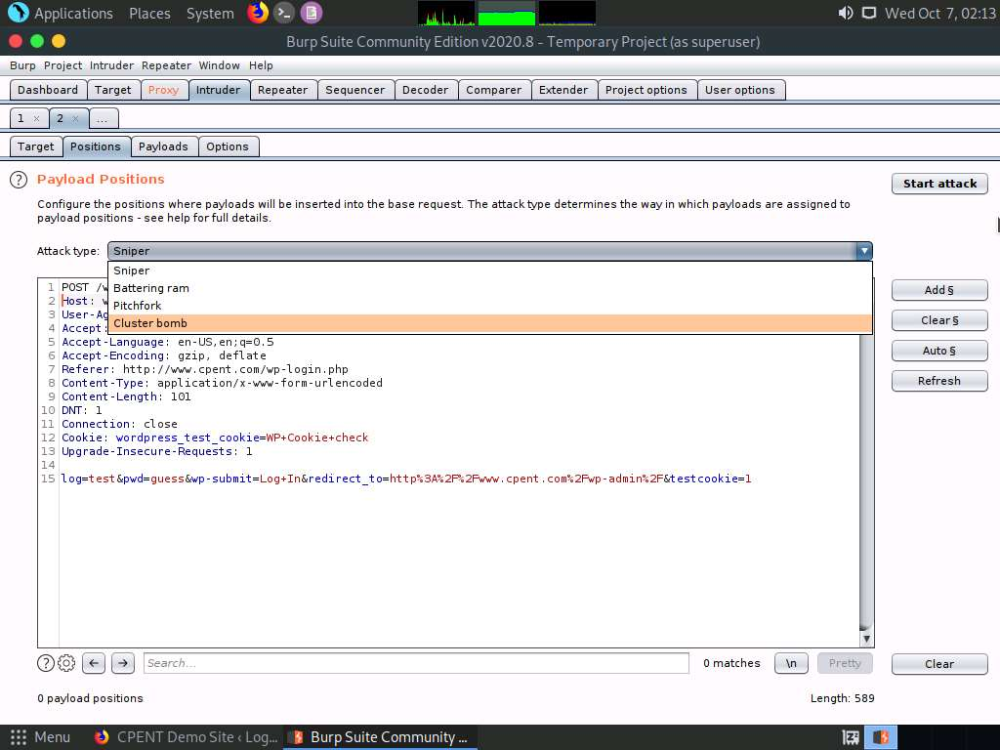 Applications Places System Wed Oct 7, 02:13
Burp Suite Community Edition v2020.8 - Temporary Project (as superuser)
Burp Project Intruder Repeater Window Help
Dashboard Target Proxy Intruder Repeater Sequencer Decoder Comparer Extender Project options User options
1 × 2 × ...
Target Positions Payloads Options
? Payload Positions
Start attack
Configure the positions where payloads will be inserted into the base request. The attack type determines the way in which payloads are assigned to
payload positions - see help for full details.
Attack type: Sniper
Sniper
Battering ram
Pitchfork
Cluster bomb
1 POST /w
2 Host: w
3 User-Ag
4 Accept:
5 Accept-Language: en-US,en;q=0.5
6 Accept-Encoding: gzip, deflate
7 Referer: http://www.cpent.com/wp-login.php
8 Content-Type: application/x-www-form-urlencoded
9 Content-Length: 101
10 DNT: 1
11 Connection: close
12 Cookie: wordpress_test_cookie=WP+Cookie+check
13 Upgrade-Insecure-Requests: 1
14
15 log=test&pwd=guess&wp-submit=Log+In&redirect_to=http%3A%2F%2Fwww.cpent.com%2Fwp-admin%2F&testcookie=1
Add §
Clear §
Auto §
Refresh
? Search... 0 matches \n Pretty Clear
0 payload positions Length: 589
Menu CPENT Demo Site ‹ Log... Burp Suite Community ...